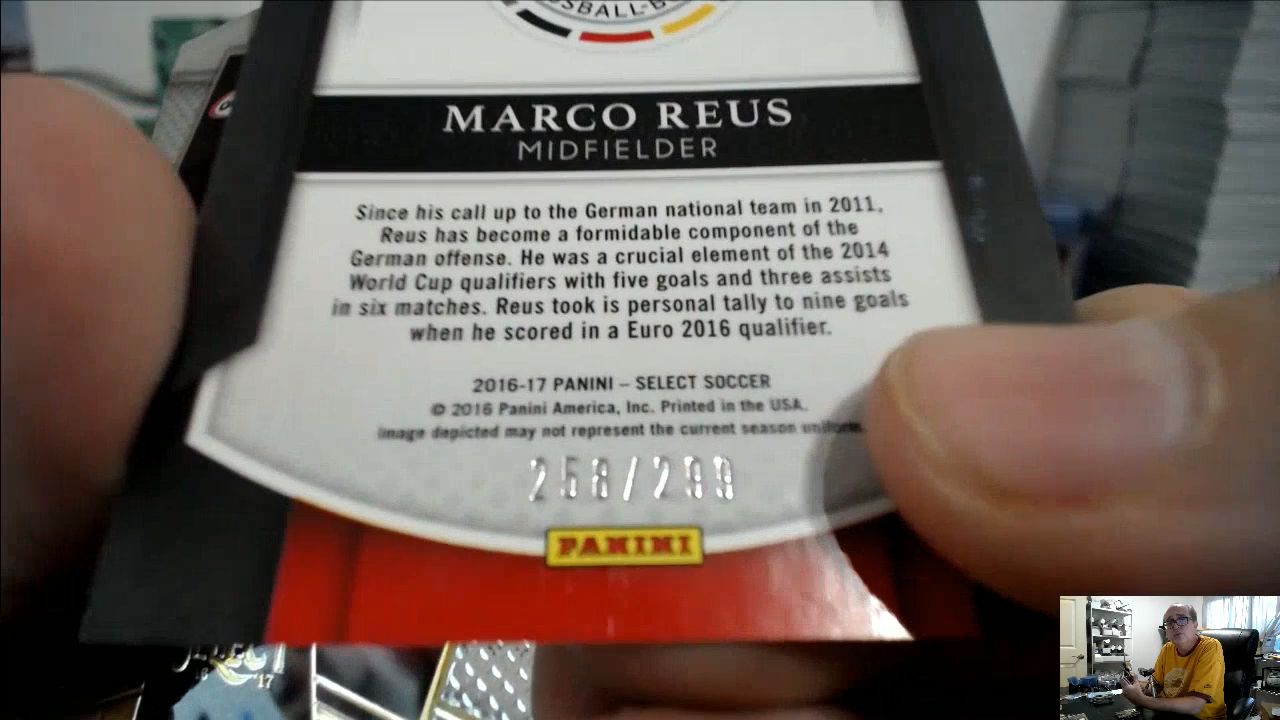 USSBALL-B
MARCO REUS
MIDFIELDER
Since his call up to the German national team in 2011,
Reus has become a formidable component of the
German offense. He was a crucial element of the 2014
World Cup qualifiers with five goals and three assists
in six matches. Reus took is personal tally to nine goals
when he scored in a Euro 2016 qualifier.
2016-17 PANINI – SELECT SOCCER
© 2016 Panini America, Inc. Printed in the USA.
Image depicted may not represent the current season uniform.
258/299
PANINI
SELECT
17